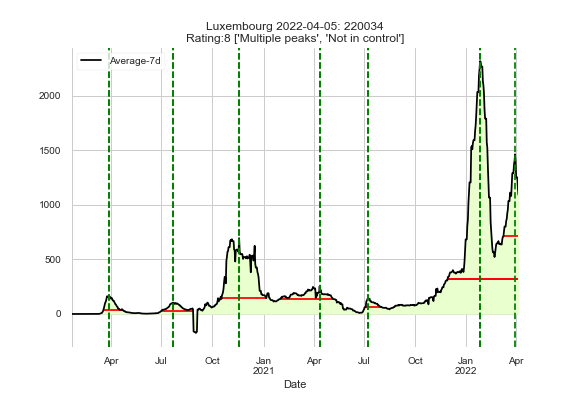 Luxembourg 2022-04-05: 220034
Rating:8 ['Multiple peaks', 'Not in control']
Average-7d
2000
1500
1000
500
0
Apr Jul Oct Jan Apr Jul Oct Jan Apr
2021 2022
Date